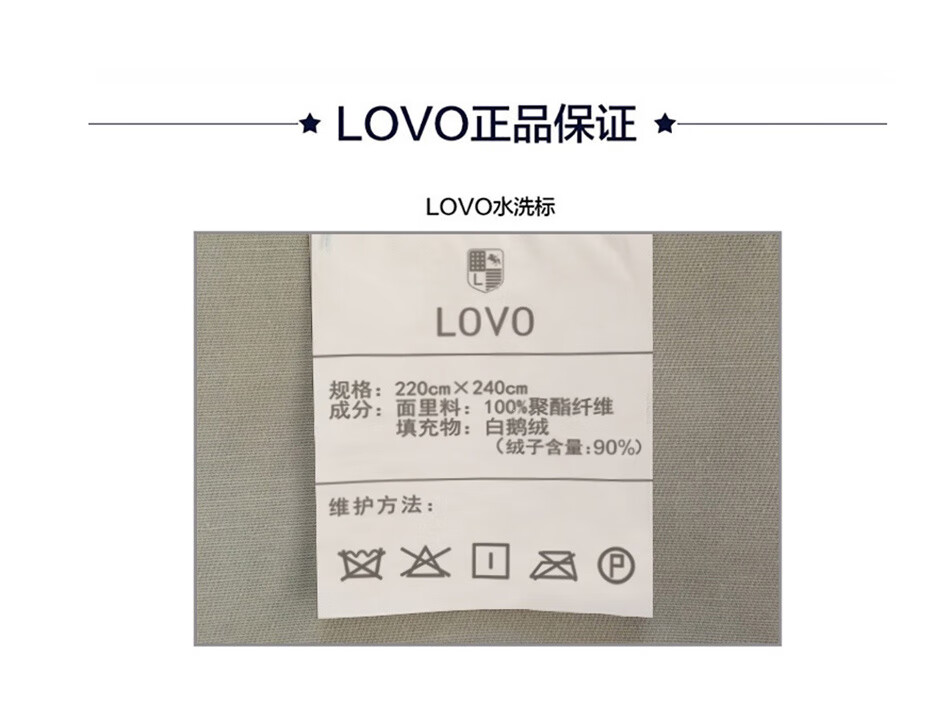 LOVO正品保证
LOVO水洗标
L
LOVO
规格：220cm×240cm
成分：面里料：100%聚酯纤维
填充物：白鹅绒
（绒子含量:90%）
维护方法：
P